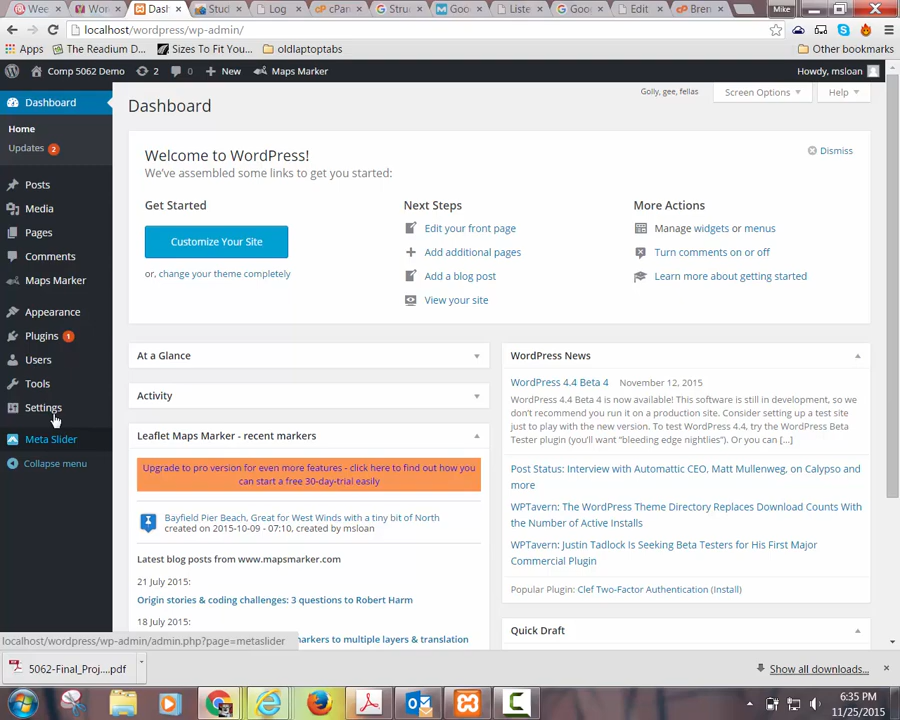 Wee
Wor
Dash
Stud
Log
cPan
Stru
Goo
Liste
Goo
Edit
Bren
Mike
localhost/wordpress/wp-admin/
Apps
The Readium D...
Sizes To Fit You...
oldlaptoptabs
Other bookmarks
Comp 5062 Demo
2
0
New
Maps Marker
Howdy, msloan
Dashboard
Home
Updates 2
Posts
Media
Pages
Comments
Maps Marker
Appearance
Plugins 1
Users
Tools
Settings
Meta Slider
Collapse menu
Dashboard
Golly, gee, fellas
Screen Options
Help
Welcome to WordPress!
We've assembled some links to get you started:
Dismiss
Get Started
Customize Your Site
or, change your theme completely
Next Steps
Edit your front page
Add additional pages
Add a blog post
View your site
More Actions
Manage widgets or menus
Turn comments on or off
Learn more about getting started
At a Glance
Activity
Leaflet Maps Marker - recent markers
Upgrade to pro version for even more features - click here to find out how you
can start a free 30-day-trial easily
Bayfield Pier Beach, Great for West Winds with a tiny bit of North
created on 2015-10-09 - 07:10, created by msloan
Latest blog posts from www.mapsmarker.com
21 July 2015:
Origin stories & coding challenges: 3 questions to Robert Harm
18 July 2015:
arkers to multiple layers & translation
WordPress News
WordPress 4.4 Beta 4 November 12, 2015
WordPress 4.4 Beta 4 is now available! This software is still in development, so we
don't recommend you run it on a production site. Consider setting up a test site
just to play with the new version. To test WordPress 4.4, try the WordPress Beta
Tester plugin (you'll want "bleeding edge nightlies"). Or you can [...]
Post Status: Interview with Automattic CEO, Matt Mullenweg, on Calypso and
more
WPTavern: The WordPress Theme Directory Replaces Download Counts With
the Number of Active Installs
WPTavern: Justin Tadlock Is Seeking Beta Testers for His First Major
Commercial Plugin
Popular Plugin: Clef Two-Factor Authentication (Install)
Quick Draft
localhost/wordpress/wp-admin/admin.php?page=metaslider
5062-Final_Proj....pdf
Show all downloads...
6:35 PM
11/25/2015